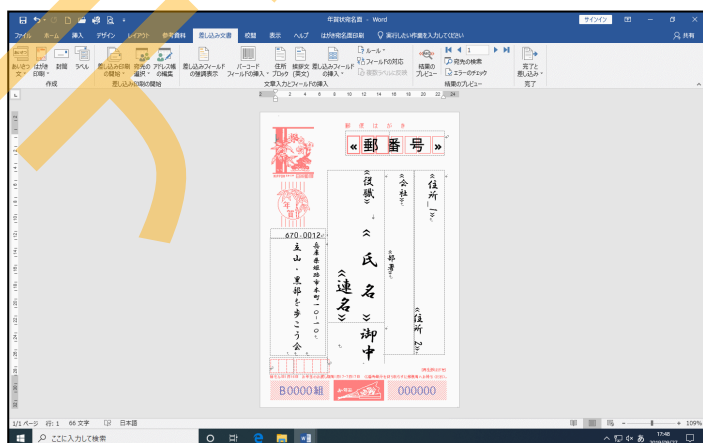 年賀状宛名面 - Word
サインイン
ファイル ホーム 挿入 デザイン レイアウト 参考資料 差し込み文書 校閲 表示 ヘルプ はがき宛名面印刷 実行したい作業を入力してください 共有
あいさつ文 はがき印刷 封筒 ラベル
差し込み印刷の開始 宛先の選択 アドレス帳の編集
差し込みフィールドの強調表示 バーコードフィールドの挿入 住所ブロック 挨拶文(英文) 差し込みフィールドの挿入
ルール
フィールドの対応
複数ラベルに反映
結果のプレビュー
1
宛先の検索
エラーのチェック
完了と差し込み
作成 差し込み印刷の開始 文章入力とフィールドの挿入 結果のプレビュー 完了
郵便はがき
«郵番号»
«住所_1»
«住所_2»
«会社»
«部署»
«役職»
«氏名»御中
«連名»
年賀
670-0012
兵庫県姫路市本町一〇-一〇
立山・黒部を歩こう会
B0000組
000000
1/1 ページ 行: 1 66 文字 日本語
109%
ここに入力して検索
あ
17:48